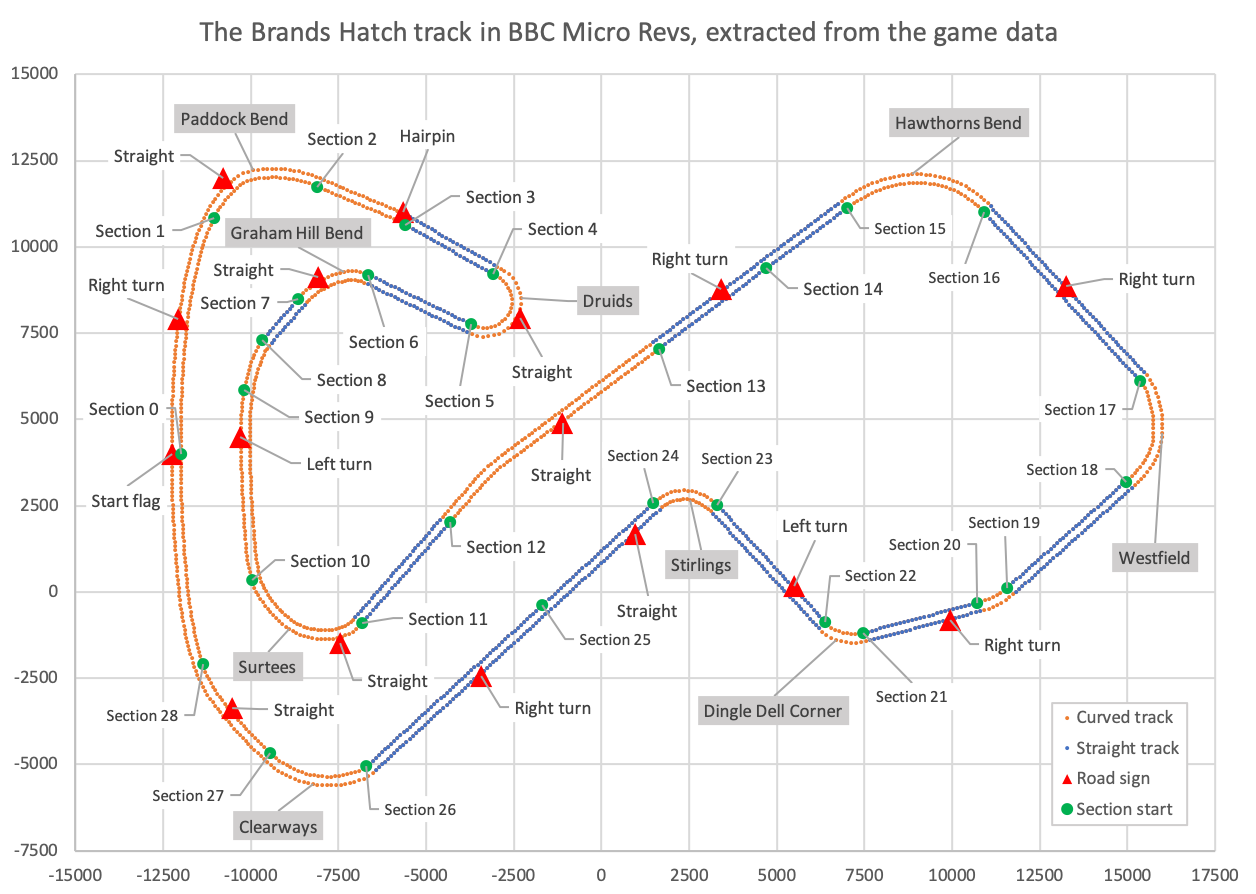 The Brands Hatch track in BBC Micro Revs, extracted from the game data
15000
12500
10000
7500
5000
2500
0
-2500
-5000
-7500
-15000
-12500
-10000
-7500
-5000
-2500
0
2500
5000
7500
10000
12500
15000
17500
Paddock Bend
Section 2
Hairpin
Straight
Section 3
Section 1
Graham Hill Bend
Section 4
Straight
Right turn
Section 7
Druids
Section 6
Straight
Section 8
Section 5
Section 0
Section 9
Left turn
Start flag
Section 10
Section 12
Section 11
Surtees
Straight
Section 28
Straight
Right turn
Section 27
Section 26
Clearways
Hawthorns Bend
Section 15
Right turn
Section 16
Right turn
Section 14
Section 13
Section 17
Straight
Section 24
Section 23
Section 18
Left turn
Section 19
Section 20
Westfield
Stirlings
Section 22
Straight
Section 25
Right turn
Section 21
Dingle Dell Corner
Curved track
Straight track
Road sign
Section start